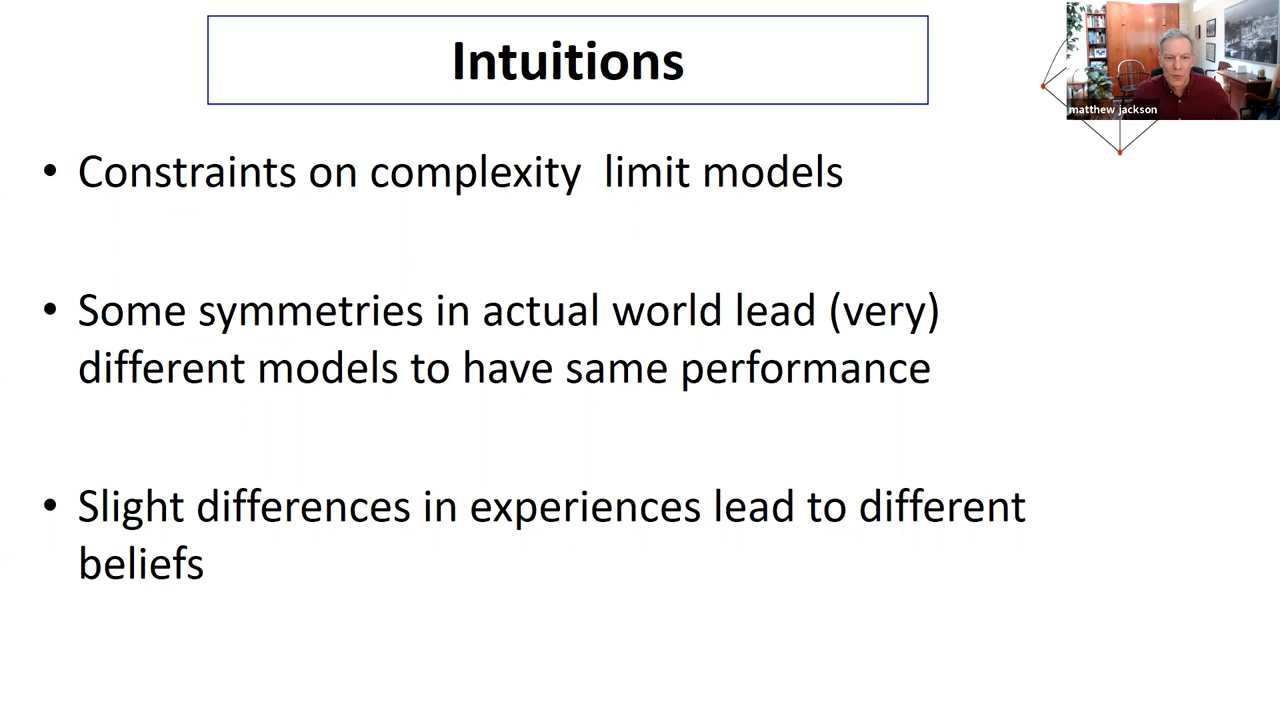 Intuitions
matthew jackson
• Constraints on complexity  limit models
• Some symmetries in actual world lead (very)
different models to have same performance
• Slight differences in experiences lead to different
beliefs